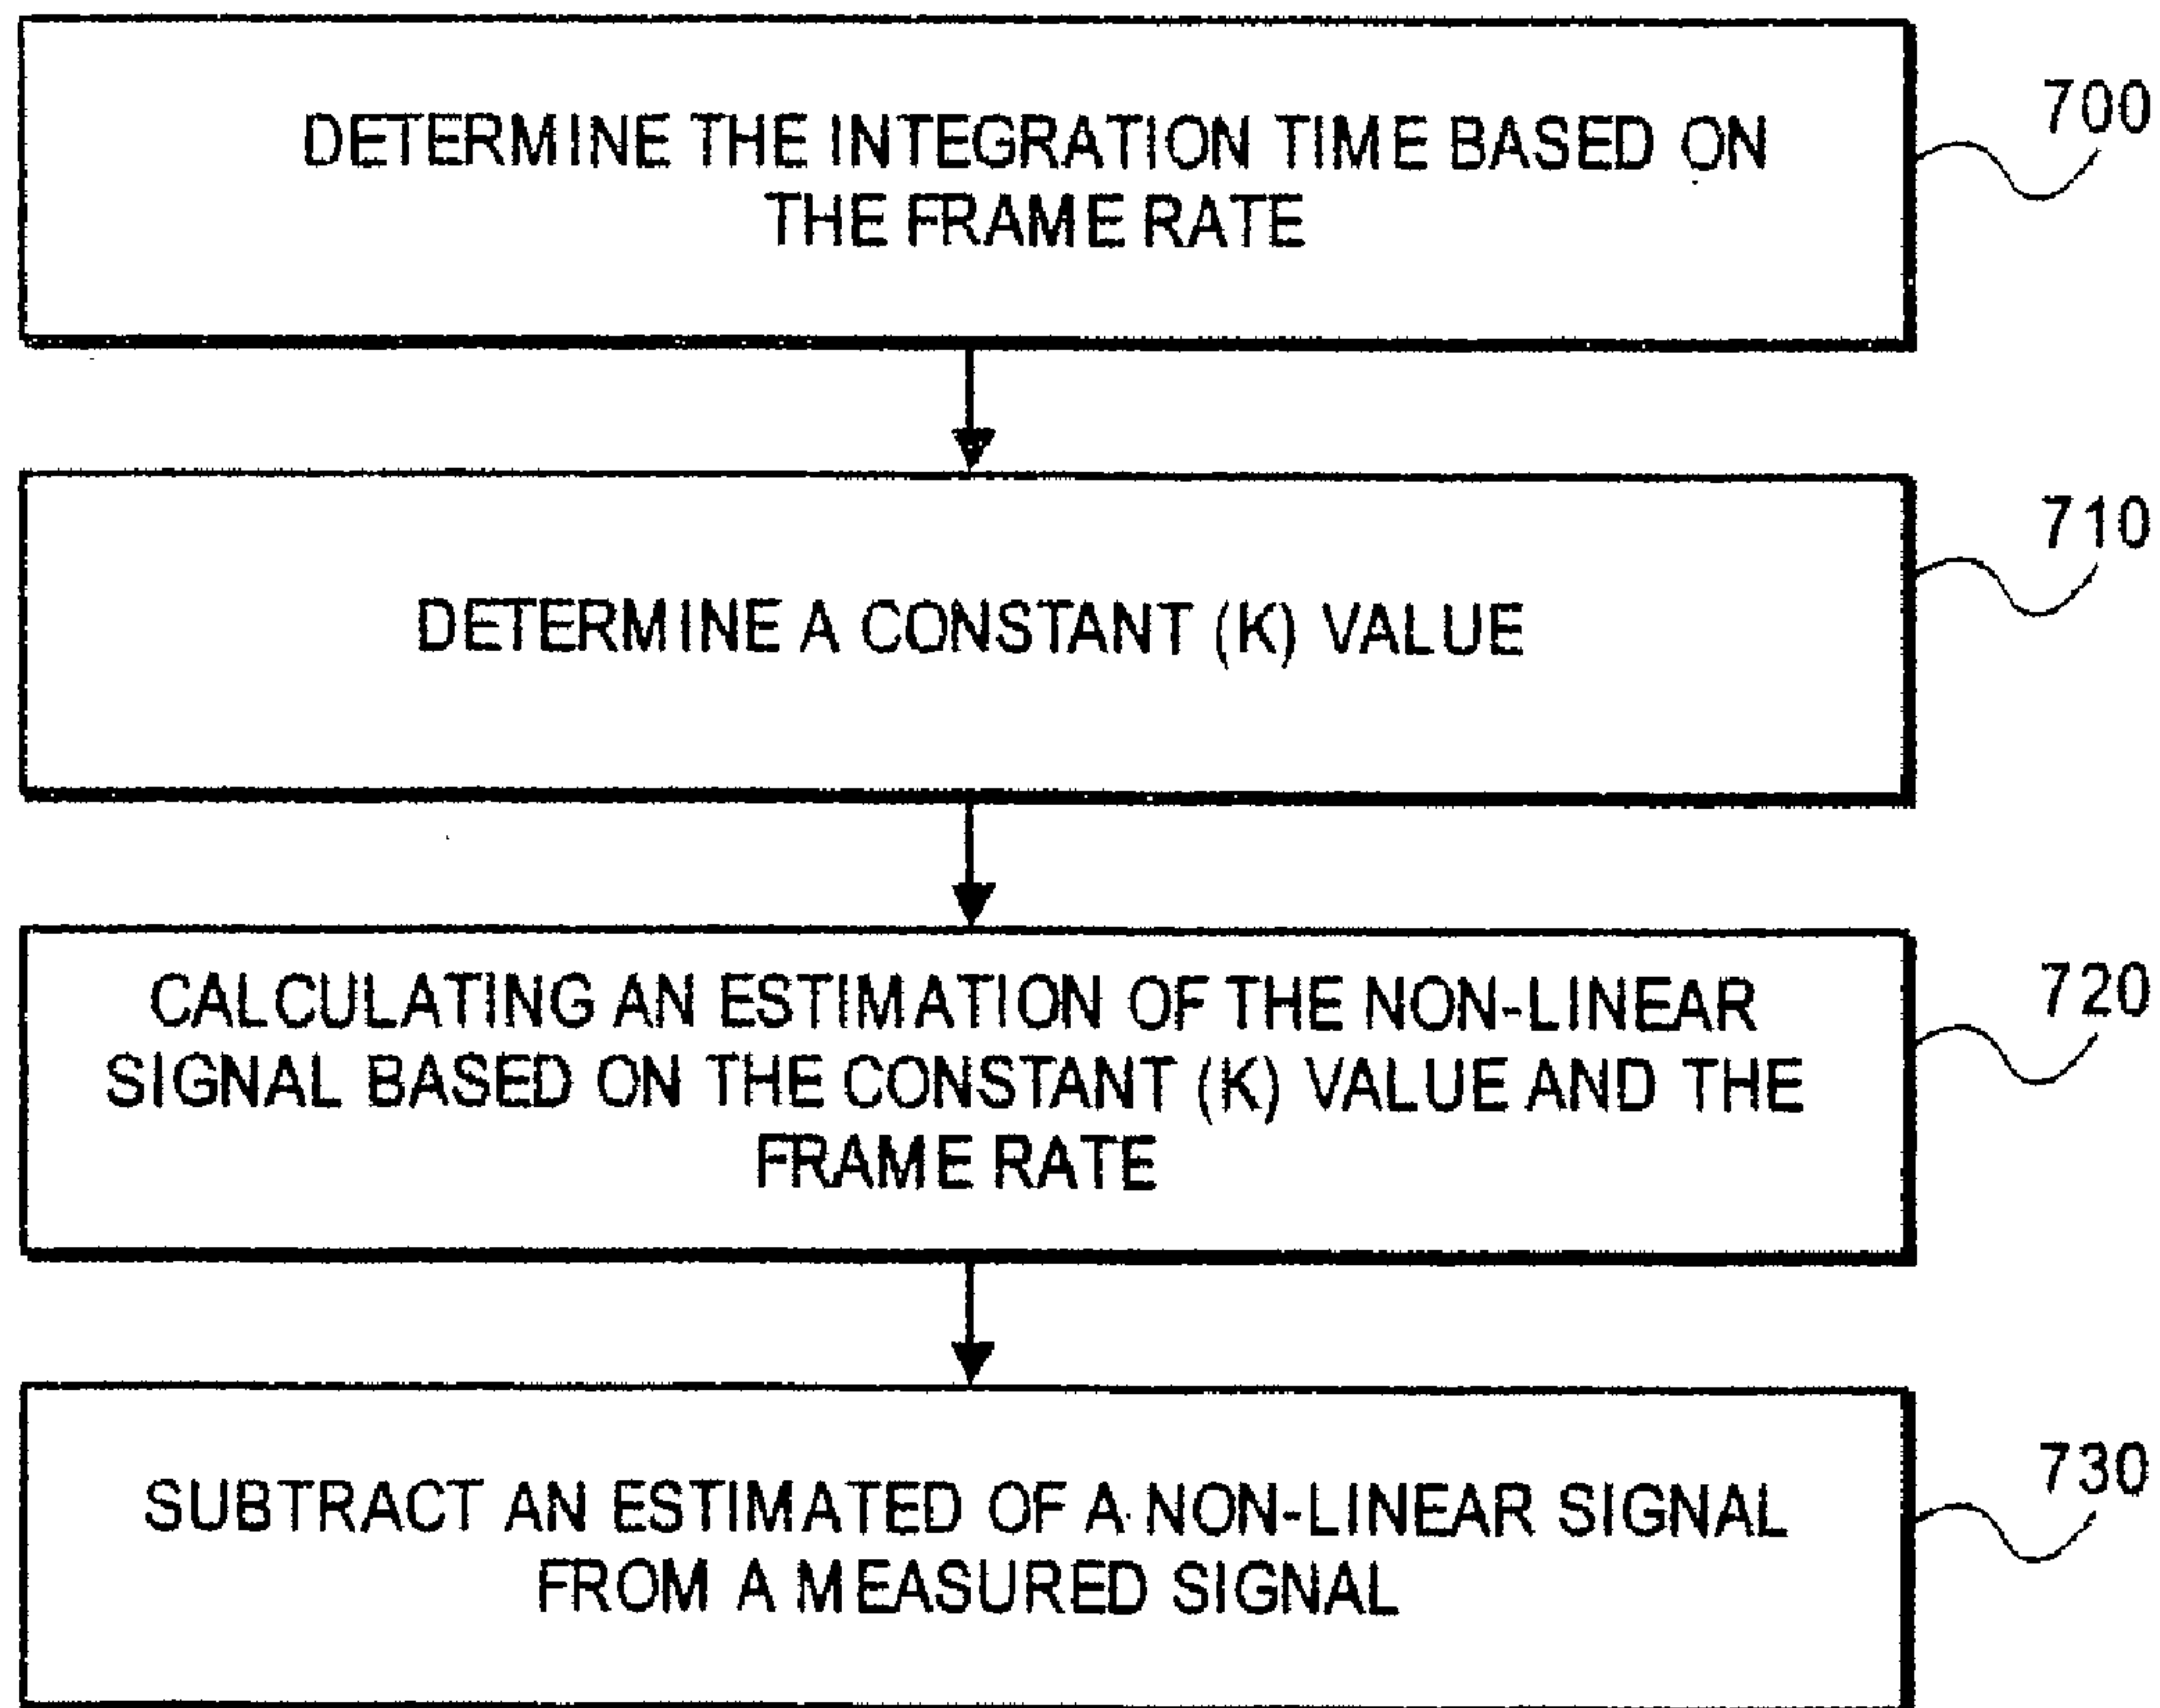 DETERMINE THE INTEGRATION TIME BASED ON
THE FRAME RATE
700
DETERMINE A CONSTANT (K) VALUE
710
CALCULATING AN ESTIMATION OF THE NON-LINEAR
SIGNAL BASED ON THE CONSTANT (K) VALUE AND THE
FRAME RATE
720
SUBTRACT AN ESTIMATED OF A NON-LINEAR SIGNAL
FROM A MEASURED SIGNAL
730